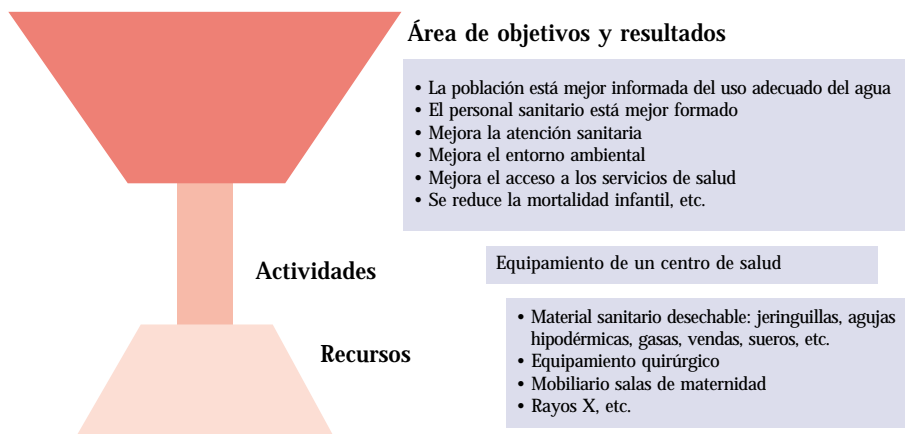 Área de objetivos y resultados
• La población está mejor informada del uso adecuado del agua
• El personal sanitario está mejor formado
• Mejora la atención sanitaria
• Mejora el entorno ambiental
• Mejora el acceso a los servicios de salud
• Se reduce la mortalidad infantil, etc.
Actividades
Equipamiento de un centro de salud
Recursos
• Material sanitario desechable: jeringuillas, agujas
hipodérmicas, gasas, vendas, sueros, etc.
• Equipamiento quirúrgico
• Mobiliario salas de maternidad
• Rayos X, etc.